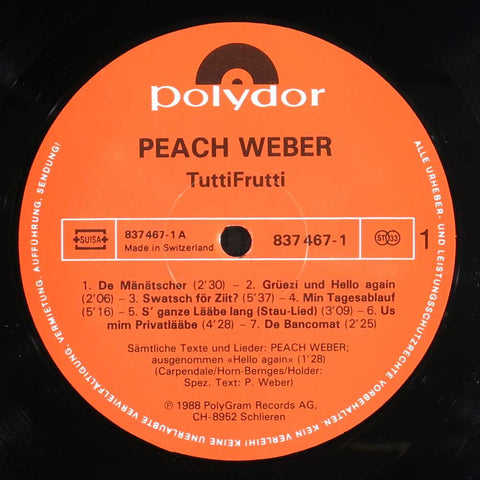 polydor
PEACH WEBER
TuttiFrutti
SUISA
837 467-1 A
Made in Switzerland
837 467-1
ST 33
1
1. De Mänätscher (2'30) – 2. Grüezi und Hello again
(2'06) – 3. Swatsch för Ziit? (5'37) – 4. Min Tagesablauf
(5'16) – 5. S' ganze Lääbe lang (Stau-Lied) (3'09) – 6. Us
mim Privatlääbe (4'28) – 7. De Bancomat (2'25)
Sämtliche Texte und Lieder: PEACH WEBER;
ausgenommen «Hello again» (1'28)
(Carpendale/Horn-Bernges/Holder:
Spez. Text: P. Weber)
℗ 1988 PolyGram Records AG,
CH-8952 Schlieren
ALLE URHEBER- UND LEISTUNGSSCHUTZRECHTE VORBEHALTEN. KEIN VERLEIH! KEINE UNERLAUBTE VERVIELFÄLTIGUNG, VERMIETUNG, AUFFÜHRUNG, SENDUNG!